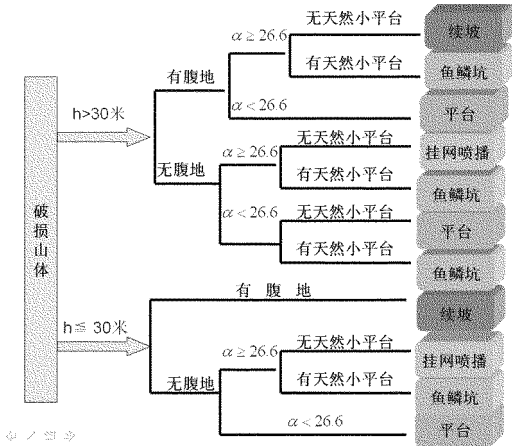 无天然小平台
续坡
α≥26.6
有天然小平台
鱼鳞坑
有腹地
α<26.6
平台
h>30米
无天然小平台
挂网喷播
α≥26.6
无腹地
有天然小平台
鱼鳞坑
α<26.6
无天然小平台
平台
有天然小平台
鱼鳞坑
破损山体
有 腹 地
续坡
h≦ 30米
无天然小平台
挂网喷播
α≥26.6
无腹地
有天然小平台
鱼鳞坑
α<26.6
平台